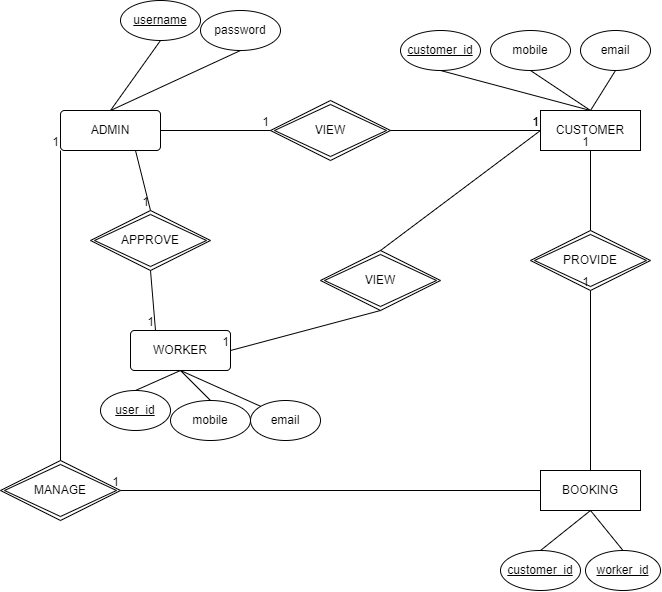 username
password
customer_id
mobile
email
ADMIN
1
VIEW
1
CUSTOMER
1
1
1
APPROVE
PROVIDE
1
VIEW
1
WORKER
1
user_id
mobile
email
MANAGE
1
BOOKING
customer_id
worker_id